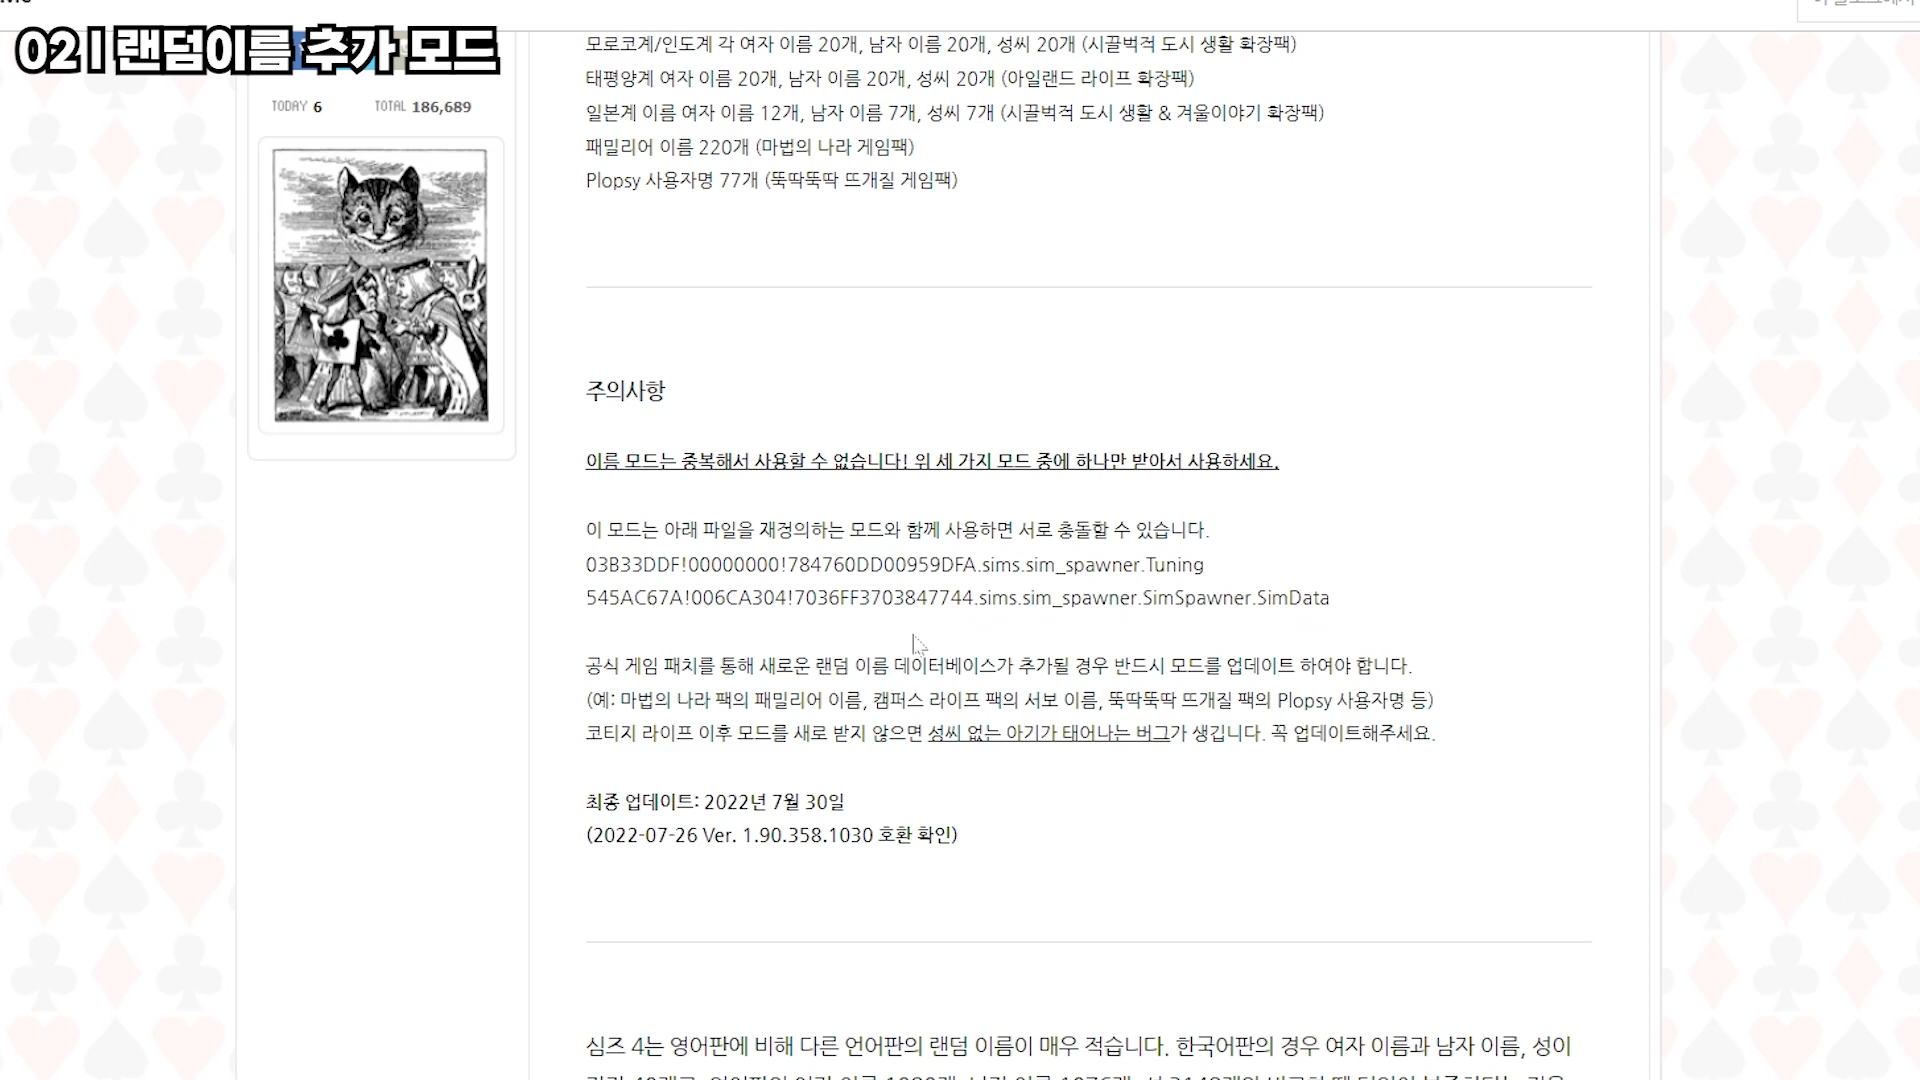 02 | 랜덤이름 추가 모드
TODAY 6 TOTAL 186,689
모로코계/인도계 각 여자 이름 20개, 남자 이름 20개, 성씨 20개 (시끌벅적 도시 생활 확장팩)
태평양계 여자 이름 20개, 남자 이름 20개, 성씨 20개 (아일랜드 라이프 확장팩)
일본계 이름 여자 이름 12개, 남자 이름 7개, 성씨 7개 (시끌벅적 도시 생활 & 겨울이야기 확장팩)
패밀리어 이름 220개 (마법의 나라 게임팩)
Plopsy 사용자명 77개 (뚝딱뚝딱 뜨개질 게임팩)
주의사항
이름 모드는 중복해서 사용할 수 없습니다! 위 세 가지 모드 중에 하나만 받아서 사용하세요.
이 모드는 아래 파일을 재정의하는 모드와 함께 사용하면 서로 충돌할 수 있습니다.
03B33DDF!00000000!784760DD00959DFA.sims.sim_spawner.Tuning
545AC67A!006CA304!7036FF3703847744.sims.sim_spawner.SimSpawner.SimData
공식 게임 패치를 통해 새로운 랜덤 이름 데이터베이스가 추가될 경우 반드시 모드를 업데이트 하여야 합니다.
(예: 마법의 나라 팩의 패밀리어 이름, 캠퍼스 라이프 팩의 서보 이름, 뚝딱뚝딱 뜨개질 팩의 Plopsy 사용자명 등)
코티지 라이프 이후 모드를 새로 받지 않으면 성씨 없는 아기가 태어나는 버그가 생깁니다. 꼭 업데이트해주세요.
최종 업데이트: 2022년 7월 30일
(2022-07-26 Ver. 1.90.358.1030 호환 확인)
심즈 4는 영어판에 비해 다른 언어판의 랜덤 이름이 매우 적습니다. 한국어판의 경우 여자 이름과 남자 이름, 성이